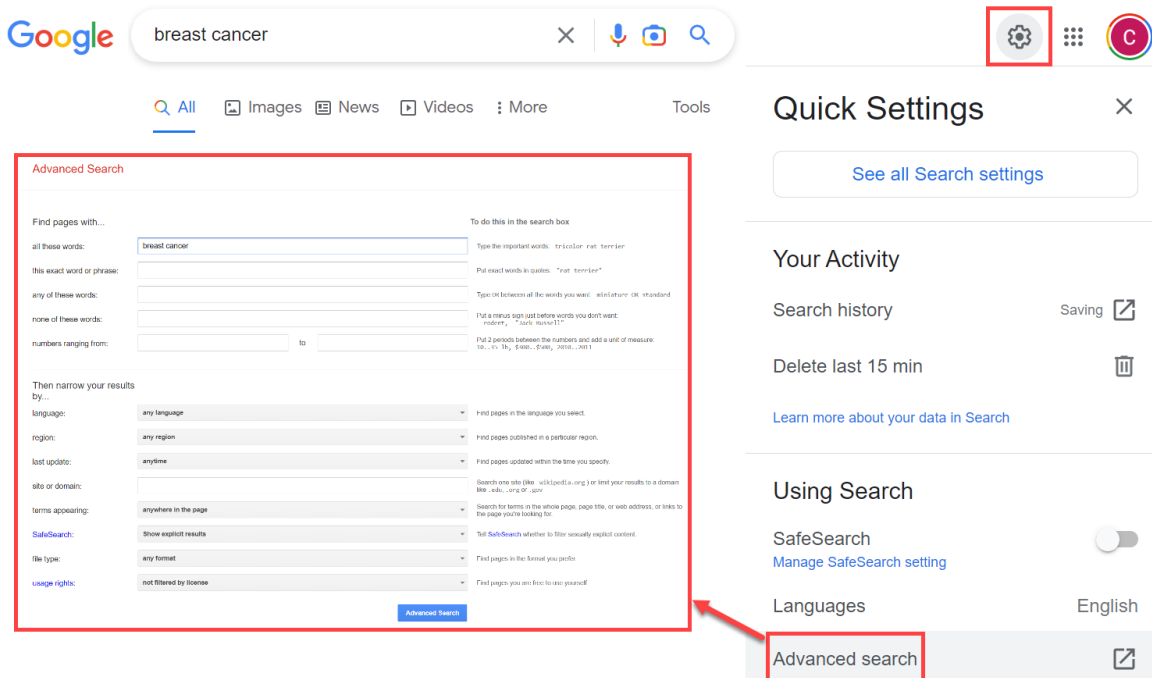 Google
breast cancer
C
All
Images
News
Videos
More
Tools
Quick Settings
See all Search settings
Your Activity
Search history
Saving
Delete last 15 min
Learn more about your data in Search
Using Search
SafeSearch
Manage SafeSearch setting
Languages
English
Advanced search
Advanced Search
Find pages with...
To do this in the search box
all these words:
breast cancer
Type the important words tricolor rat terrier
this exact word or phrase:
Put exact words in quotes "rat terrier"
any of these words:
Type OR between all the words you want miniature OR standard
none of these words:
Put a minus sign just before words you don't want:
-rodent, -"Jack Russell"
numbers ranging from:
to
Put 2 periods between the numbers and add a unit of measure:
10..35 lb, $300..$500, 2010..2011
Then narrow your results
by...
language:
any language
Find pages in the language you select.
region:
any region
Find pages published in a particular region.
last update:
anytime
Find pages updated within the time you specify.
site or domain:
Search one site (like wikipedia.org ) or limit your results to a domain
like .edu, .org or .gov
terms appearing:
anywhere in the page
Search for terms in the whole page, page title, or web address, or links to
the page you're looking for.
SafeSearch:
Show explicit results
Tell SafeSearch whether to filter sexually explicit content.
file type:
any format
Find pages in the format you prefer
usage rights:
not filtered by license
Find pages you are free to use yourself
Advanced Search